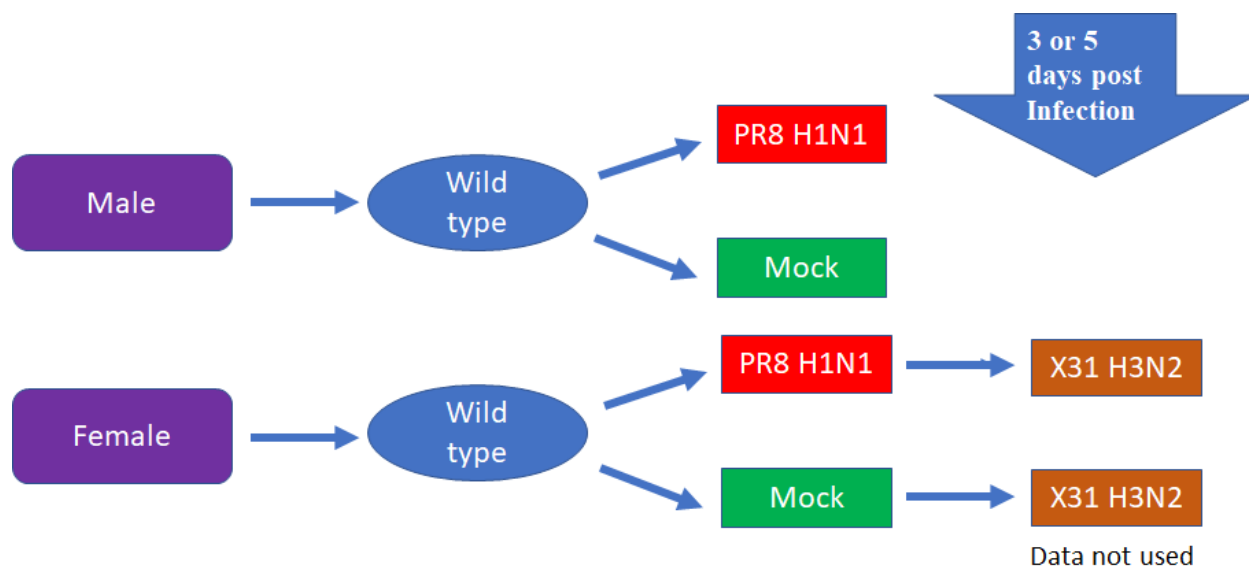 3 or 5
days post
Infection
PR8 H1N1
Male
Wild
type
Mock
PR8 H1N1
X31 H3N2
Female
Wild
type
Mock
X31 H3N2
Data not used